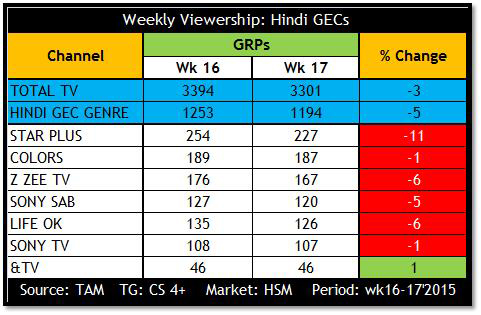 Weekly Viewership: Hindi GECs
Channel GRPs % Change
Wk 16 Wk 17
TOTAL TV 3394 3301 -3
HINDI GEC GENRE 1253 1194 -5
STAR PLUS 254 227 -11
COLORS 189 187 -1
Z ZEE TV 176 167 -6
SONY SAB 127 120 -5
LIFE OK 135 126 -6
SONY TV 108 107 -1
&TV 46 46 1
Source: TAM TG: CS 4+ Market: HSM Period: wk16-17'2015